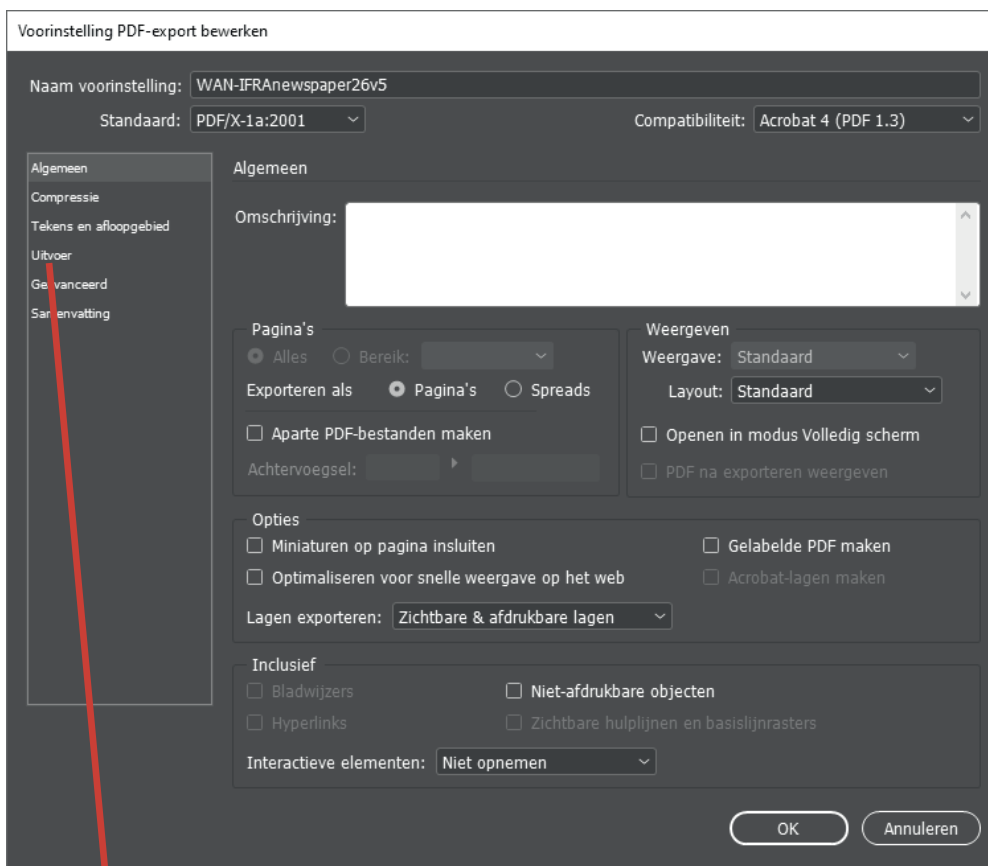 Voorinstelling PDF-export bewerken
Naam voorinstelling: WAN-IFRAnewspaper26v5
Standaard: PDF/X-1a:2001 Compatibiliteit: Acrobat 4 (PDF 1.3)
Algemeen
Compressie
Tekens en afloopgebied
Uitvoer
Geavanceerd
Samenvatting
Algemeen
Omschrijving:
Pagina's
Alles Bereik:
Exporteren als Pagina's Spreads
Aparte PDF-bestanden maken
Achtervoegsel:
Weergeven
Weergave: Standaard
Layout: Standaard
Openen in modus Volledig scherm
PDF na exporteren weergeven
Opties
Miniaturen op pagina insluiten Gelabelde PDF maken
Optimaliseren voor snelle weergave op het web Acrobat-lagen maken
Lagen exporteren: Zichtbare & afdrukbare lagen
Inclusief
Bladwijzers Niet-afdrukbare objecten
Hyperlinks Zichtbare hulplijnen en basislijnrasters
Interactieve elementen: Niet opnemen
OK Annuleren